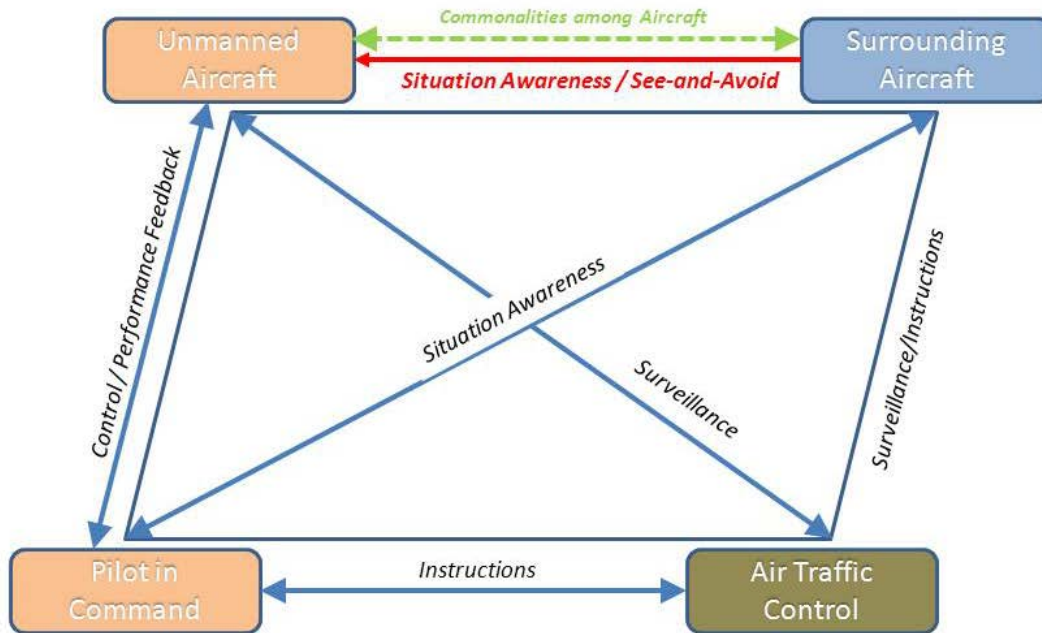 Commonalities among Aircraft
Unmanned
Aircraft
Surrounding
Aircraft
Situation Awareness / See-and-Avoid
Control / Performance Feedback
Situation Awareness
Surveillance
Surveillance/Instructions
Pilot in
Command
Instructions
Air Traffic
Control